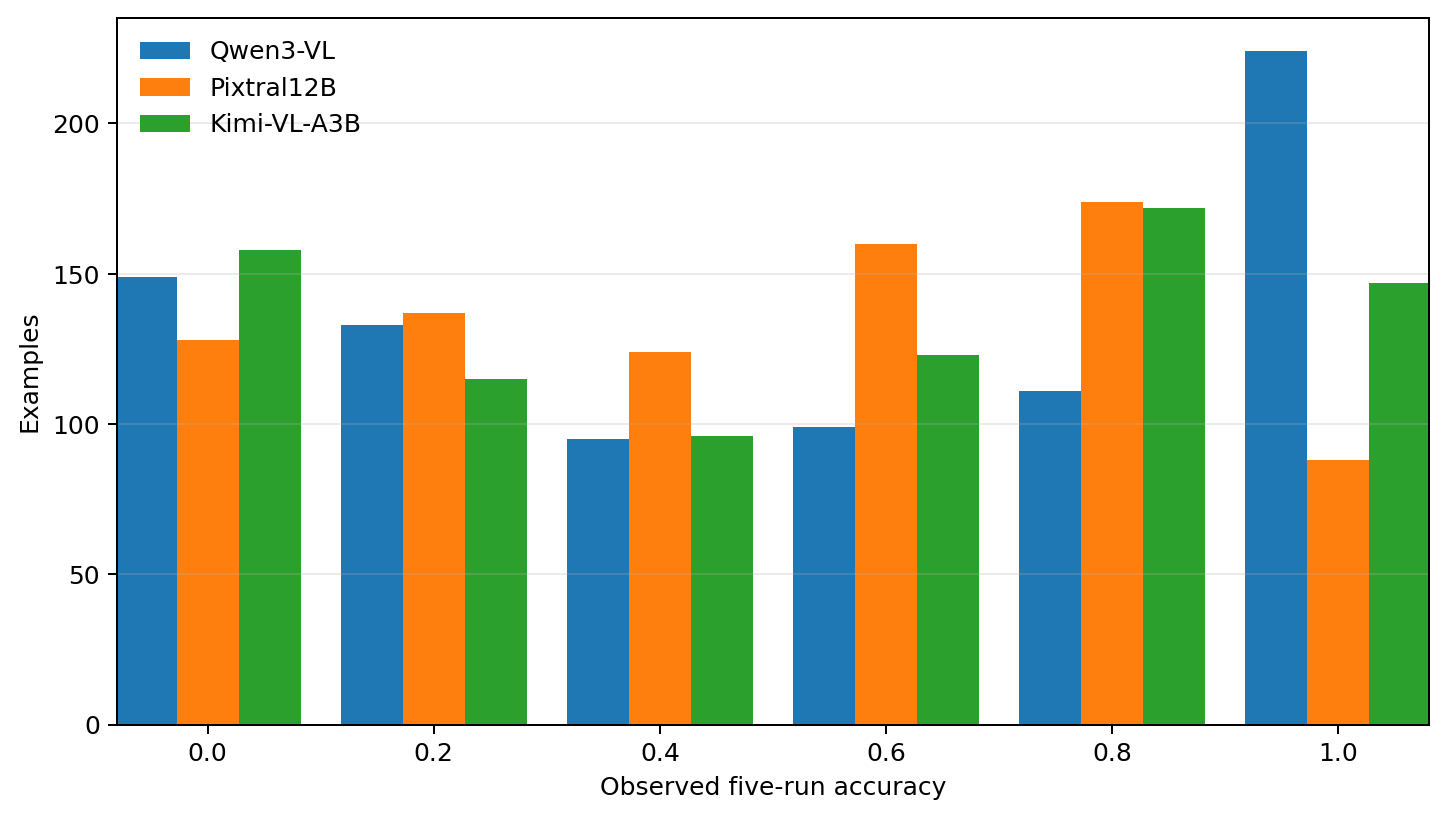 Qwen3-VL
Pixtral12B
Kimi-VL-A3B
200
150
100
50
0
Examples
0.0 0.2 0.4 0.6 0.8 1.0
Observed five-run accuracy